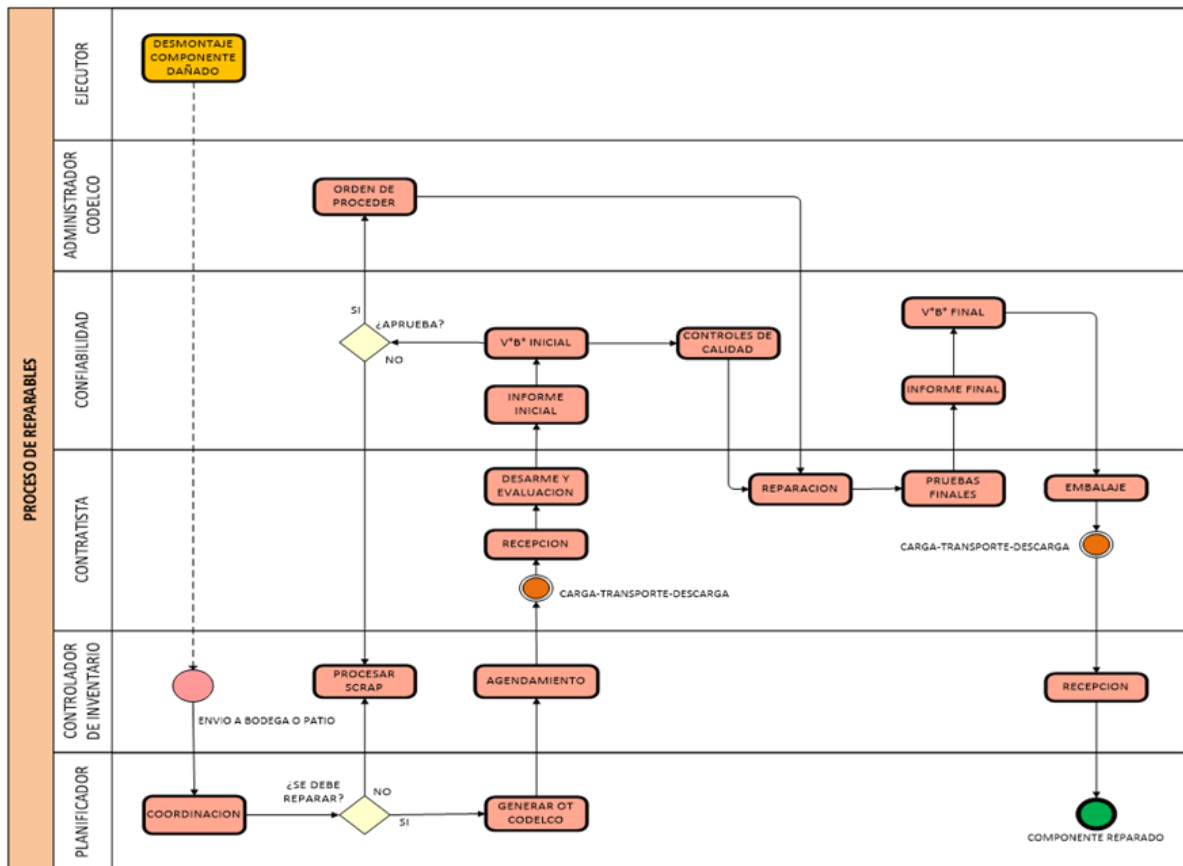 PROCESO DE REPARABLES
EJECUTOR
DESMONTAJE
COMPONENTE
DAÑADO
ADMINISTRADOR
CODELCO
ORDEN DE
PROCEDER
CONFIABILIDAD
SI
¿APRUEBA?
NO
V°B° INICIAL
CONTROLES DE
CALIDAD
INFORME
INICIAL
V°B° FINAL
INFORME FINAL
CONTRATISTA
DESARME Y
EVALUACION
RECEPCION
CARGA-TRANSPORTE-DESCARGA
REPARACION
PRUEBAS
FINALES
EMBALAJE
CARGA-TRANSPORTE-DESCARGA
CONTROLADOR
DE INVENTARIO
ENVIO A BODEGA O PATIO
PROCESAR
SCRAP
AGENDAMIENTO
RECEPCION
PLANIFICADOR
COORDINACION
¿SE DEBE
REPARAR?
NO
SI
GENERAR OT
CODELCO
COMPONENTE REPARADO